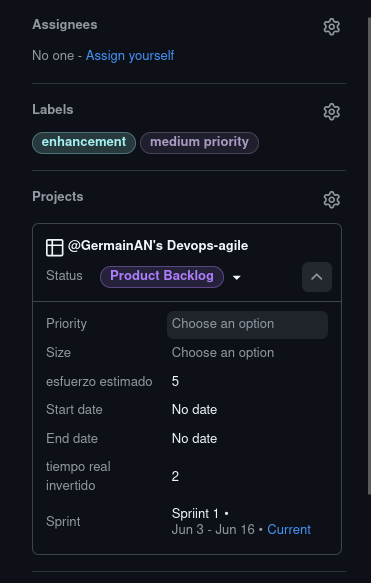 Assignees
No one - Assign yourself
Labels
enhancement medium priority
Projects
@GermainAN's Devops-agile
Status Product Backlog
Priority Choose an option
Size Choose an option
esfuerzo estimado 5
Start date No date
End date No date
tiempo real
invertido 2
Sprint Spriint 1 •
Jun 3 - Jun 16 • Current